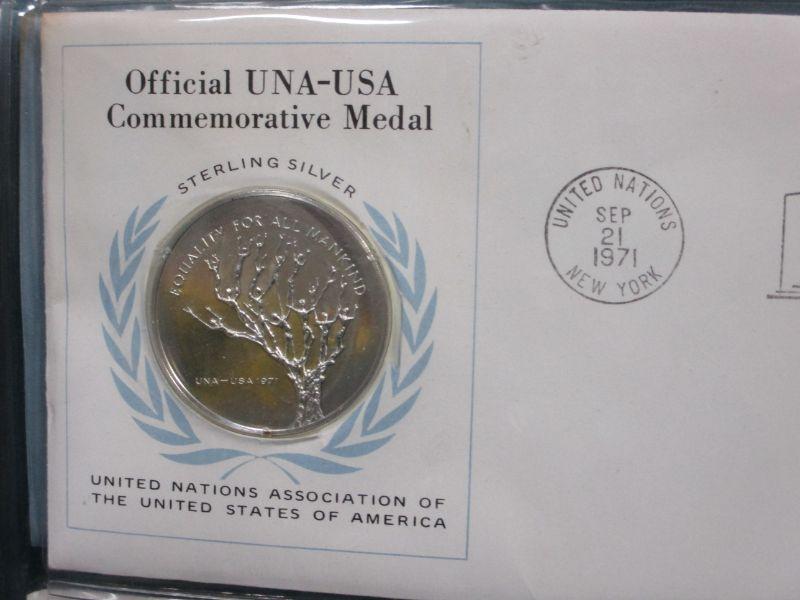 Official UNA-USA
Commemorative Medal
STERLING SILVER
EQUALITY FOR ALL MANKIND
UNA-USA 1971
UNITED NATIONS ASSOCIATION OF
THE UNITED STATES OF AMERICA
UNITED NATIONS
SEP
21
1971
NEW YORK